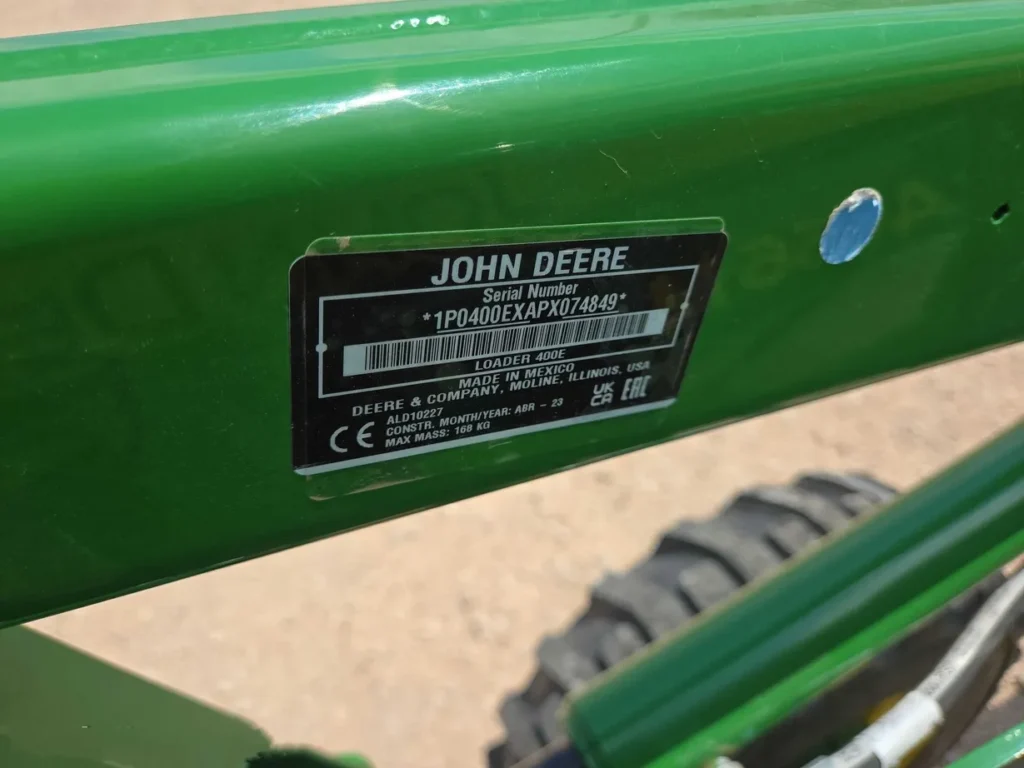 JOHN DEERE
Serial Number
*1P0400EXAPX074849*
LOADER 400E
MADE IN MEXICO
DEERE & COMPANY, MOLINE, ILLINOIS, USA
ALD10227
CONSTR. MONTH/YEAR: ABR - 23
MAX MASS: 168 KG
CE
UK
CA
EAC